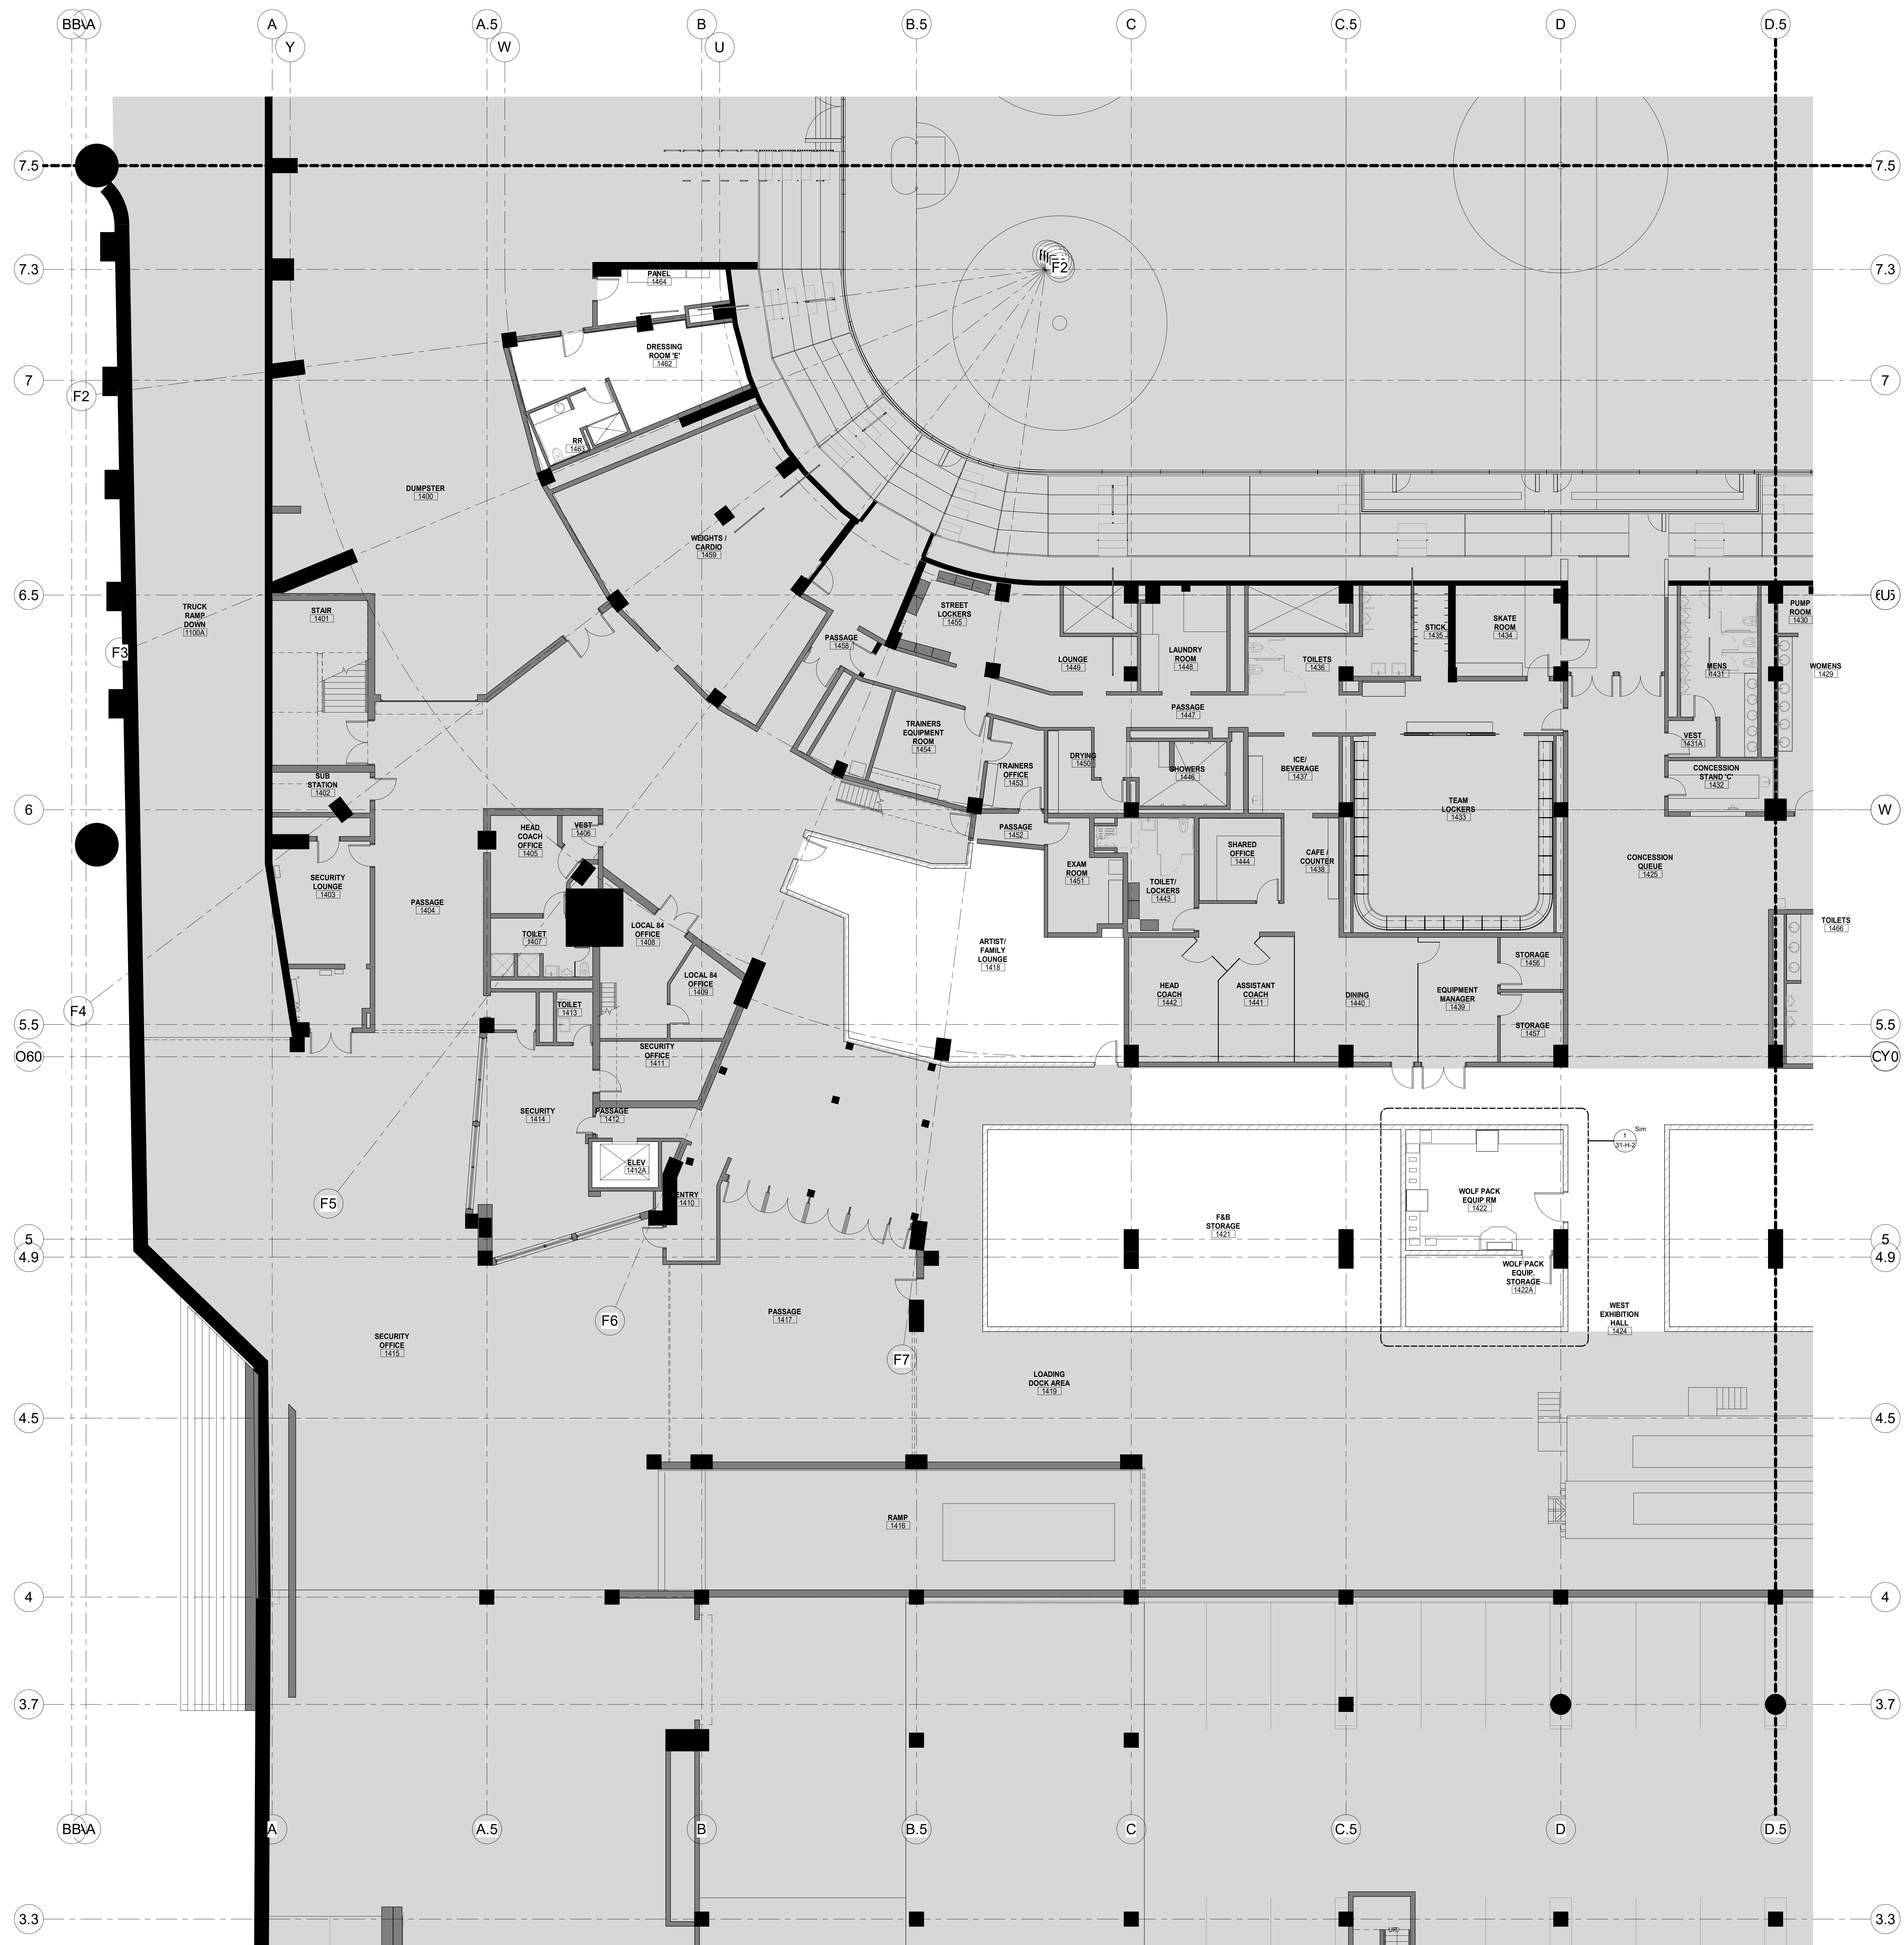 BB
A
A
Y
A.5
W
B
U
B.5
C
C.5
D
D.5
7.5
7.5
7.3
7.3
F2
PANEL
1464
DRESSING
ROOM 'E'
1462
7
7
F2
RR
1463
DUMPSTER
1400
WEIGHTS /
CARDIO
1459
6.5
TRUCK
RAMP
DOWN
1100A
STAIR
1401
STREET
LOCKERS
1455
PASSAGE
1458
LOUNGE
1449
LAUNDRY
ROOM
1448
TOILETS
1436
STICK
1435
SKATE
ROOM
1434
MENS
1431
PUMP
ROOM
1430
WOMENS
1429
F3
PASSAGE
1447
TRAINERS
EQUIPMENT
ROOM
1454
TRAINERS
OFFICE
1453
DRYING
1450
SHOWERS
1446
ICE/
BEVERAGE
1437
VEST
1431A
CONCESSION
STAND 'C'
1432
SUB
STATION
1402
6
W
TEAM
LOCKERS
1433
HEAD
COACH
OFFICE
1405
VEST
1406
PASSAGE
1452
EXAM
ROOM
1451
SHARED
OFFICE
1444
CAFE /
COUNTER
1438
CONCESSION
QUEUE
1425
SECURITY
LOUNGE
1403
PASSAGE
1404
TOILET/
LOCKERS
1443
TOILET
1407
LOCAL 84
OFFICE
1408
LOCAL 84
OFFICE
1409
ARTIST/
FAMILY
LOUNGE
1418
TOILETS
1466
STORAGE
1456
HEAD
COACH
1442
ASSISTANT
COACH
1441
DINING
1440
EQUIPMENT
MANAGER
1439
F4
TOILET
1413
STORAGE
1457
5.5
5.5
O60
CY0
SECURITY
OFFICE
1411
SECURITY
1414
PASSAGE
1412
Sim
1
31-H-2
ELEV
1412A
ENTRY
1410
F5
F&B
STORAGE
1421
WOLF PACK
EQUIP RM
1422
5
5
4.9
4.9
WOLF PACK
EQUIP.
STORAGE
1422A
WEST
EXHIBITION
HALL
1424
PASSAGE
1417
F6
SECURITY
OFFICE
1415
F7
LOADING
DOCK AREA
1419
4.5
4.5
RAMP
1416
4
4
3.7
3.7
BB
A
A
A.5
B
B.5
C
C.5
D
D.5
3.3
3.3
UP